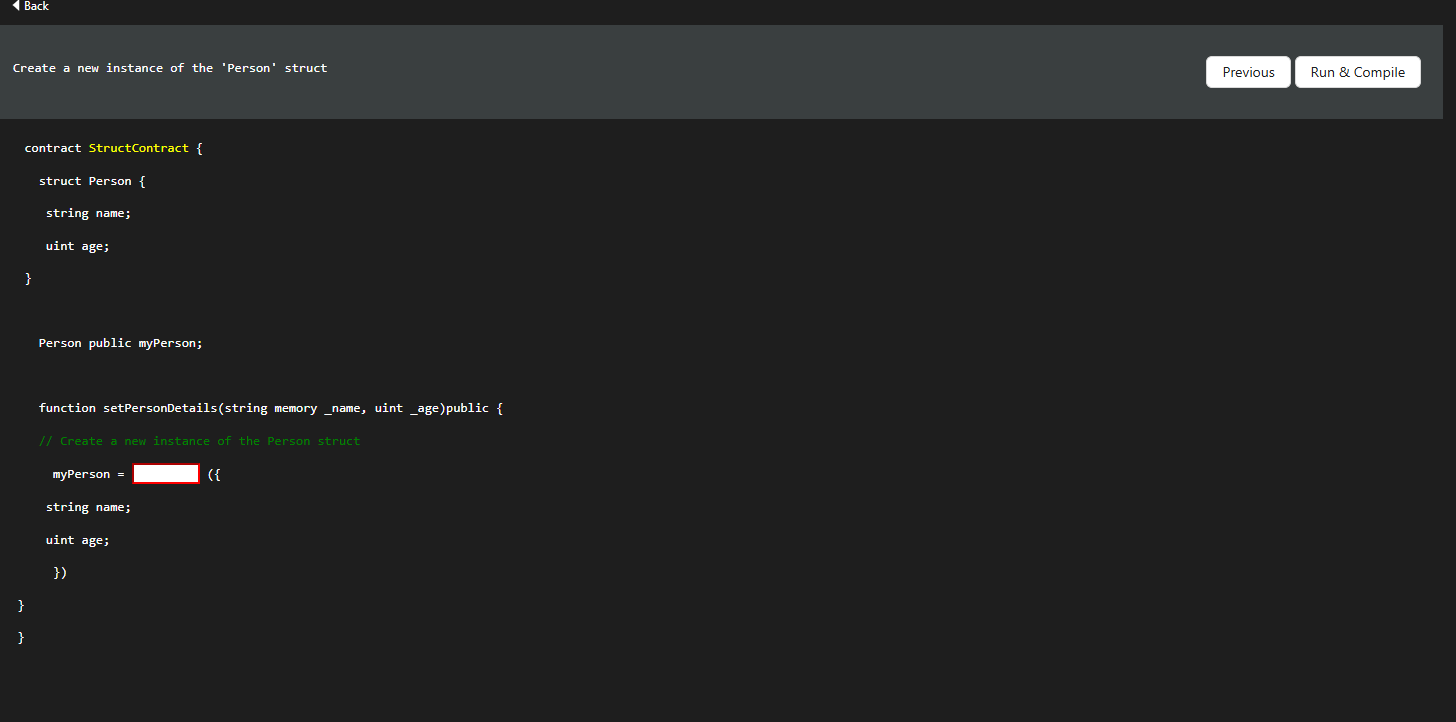 Back
Create a new instance of the 'Person' struct
Previous
Run & Compile
contract StructContract {
struct Person {
string name;
uint age;
}
Person public myPerson;
function setPersonDetails(string memory _name, uint _age)public {
// Create a new instance of the Person struct
myPerson = ({
string name;
uint age;
})
}
}